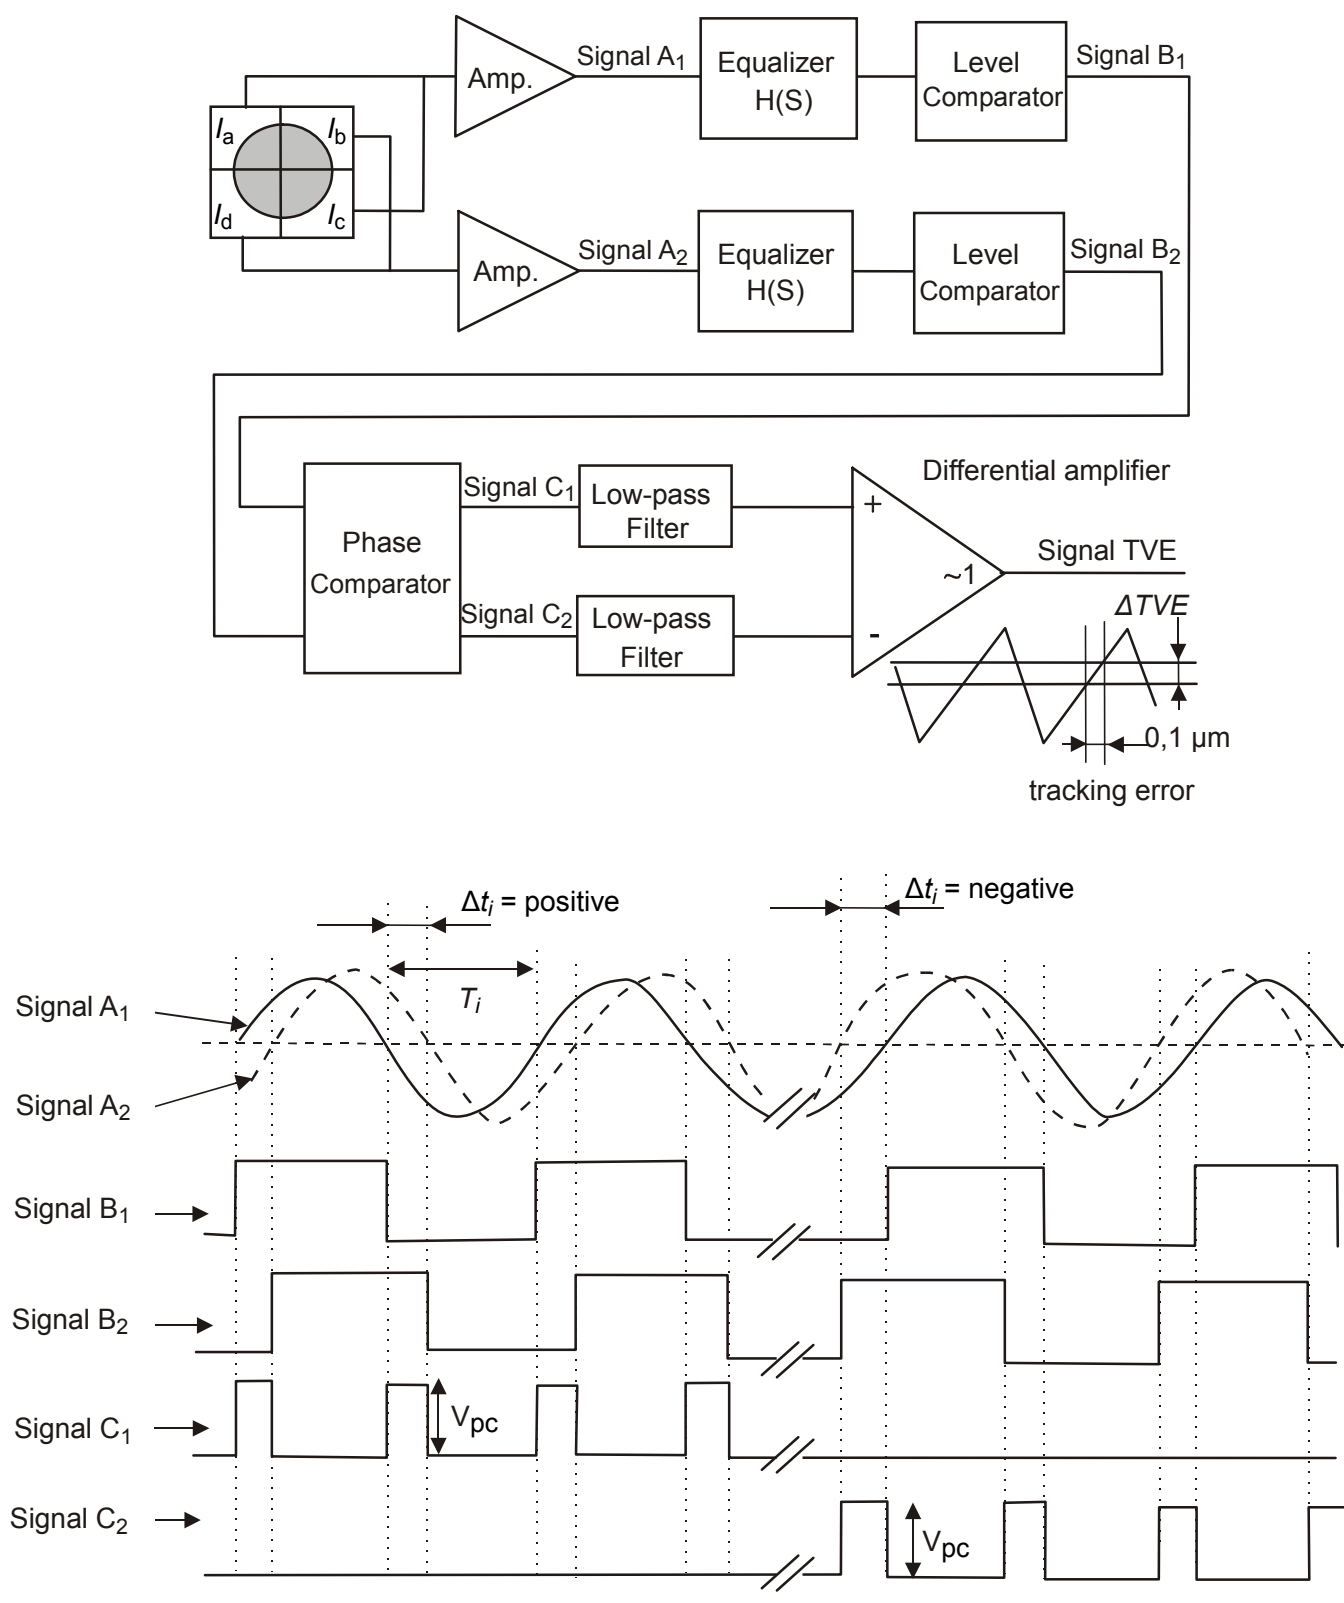 Signal A1
Equalizer
H(S)
Level
Comparator
Signal B1
Amp.
Ia
Ib
Id
Ic
Signal A2
Equalizer
H(S)
Level
Comparator
Signal B2
Amp.
Differential amplifier
Signal C1
Low-pass
Filter
+
Phase
Comparator
Signal TVE
~1
ΔTVE
Signal C2
Low-pass
Filter
-
0,1 µm
tracking error
Δti = positive
Δti = negative
Ti
Signal A1
Signal A2
Signal B1
Signal B2
Signal C1
Vpc
Signal C2
Vpc